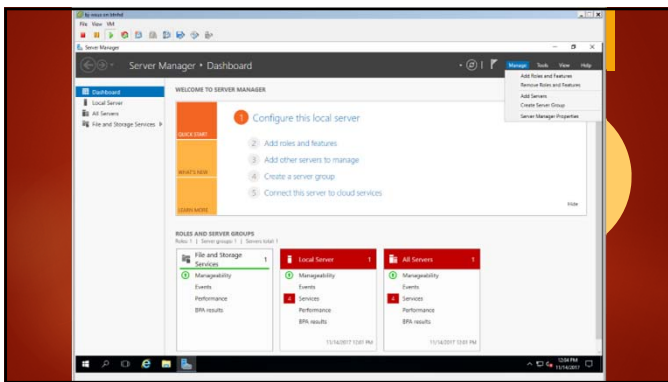 File View VM
Server Manager
Server Manager • Dashboard
Manage Tools View Help
Add Roles and Features
Remove Roles and Features
Add Servers
Create Server Group
Server Manager Properties
Dashboard
Local Server
All Servers
File and Storage Services
WELCOME TO SERVER MANAGER
QUICK START
WHAT'S NEW
LEARN MORE
1 Configure this local server
2 Add roles and features
3 Add other servers to manage
4 Create a server group
5 Connect this server to cloud services
Hide
ROLES AND SERVER GROUPS
Roles: 1 | Server groups: 1 | Servers total: 1
File and Storage Services 1
Manageability
Events
Performance
BPA results
Local Server 1
Manageability
Events
4 Services
Performance
BPA results
11/14/2017 12:01 PM
All Servers 1
Manageability
Events
4 Services
Performance
BPA results
11/14/2017 12:01 PM
12:04 PM
11/14/2017